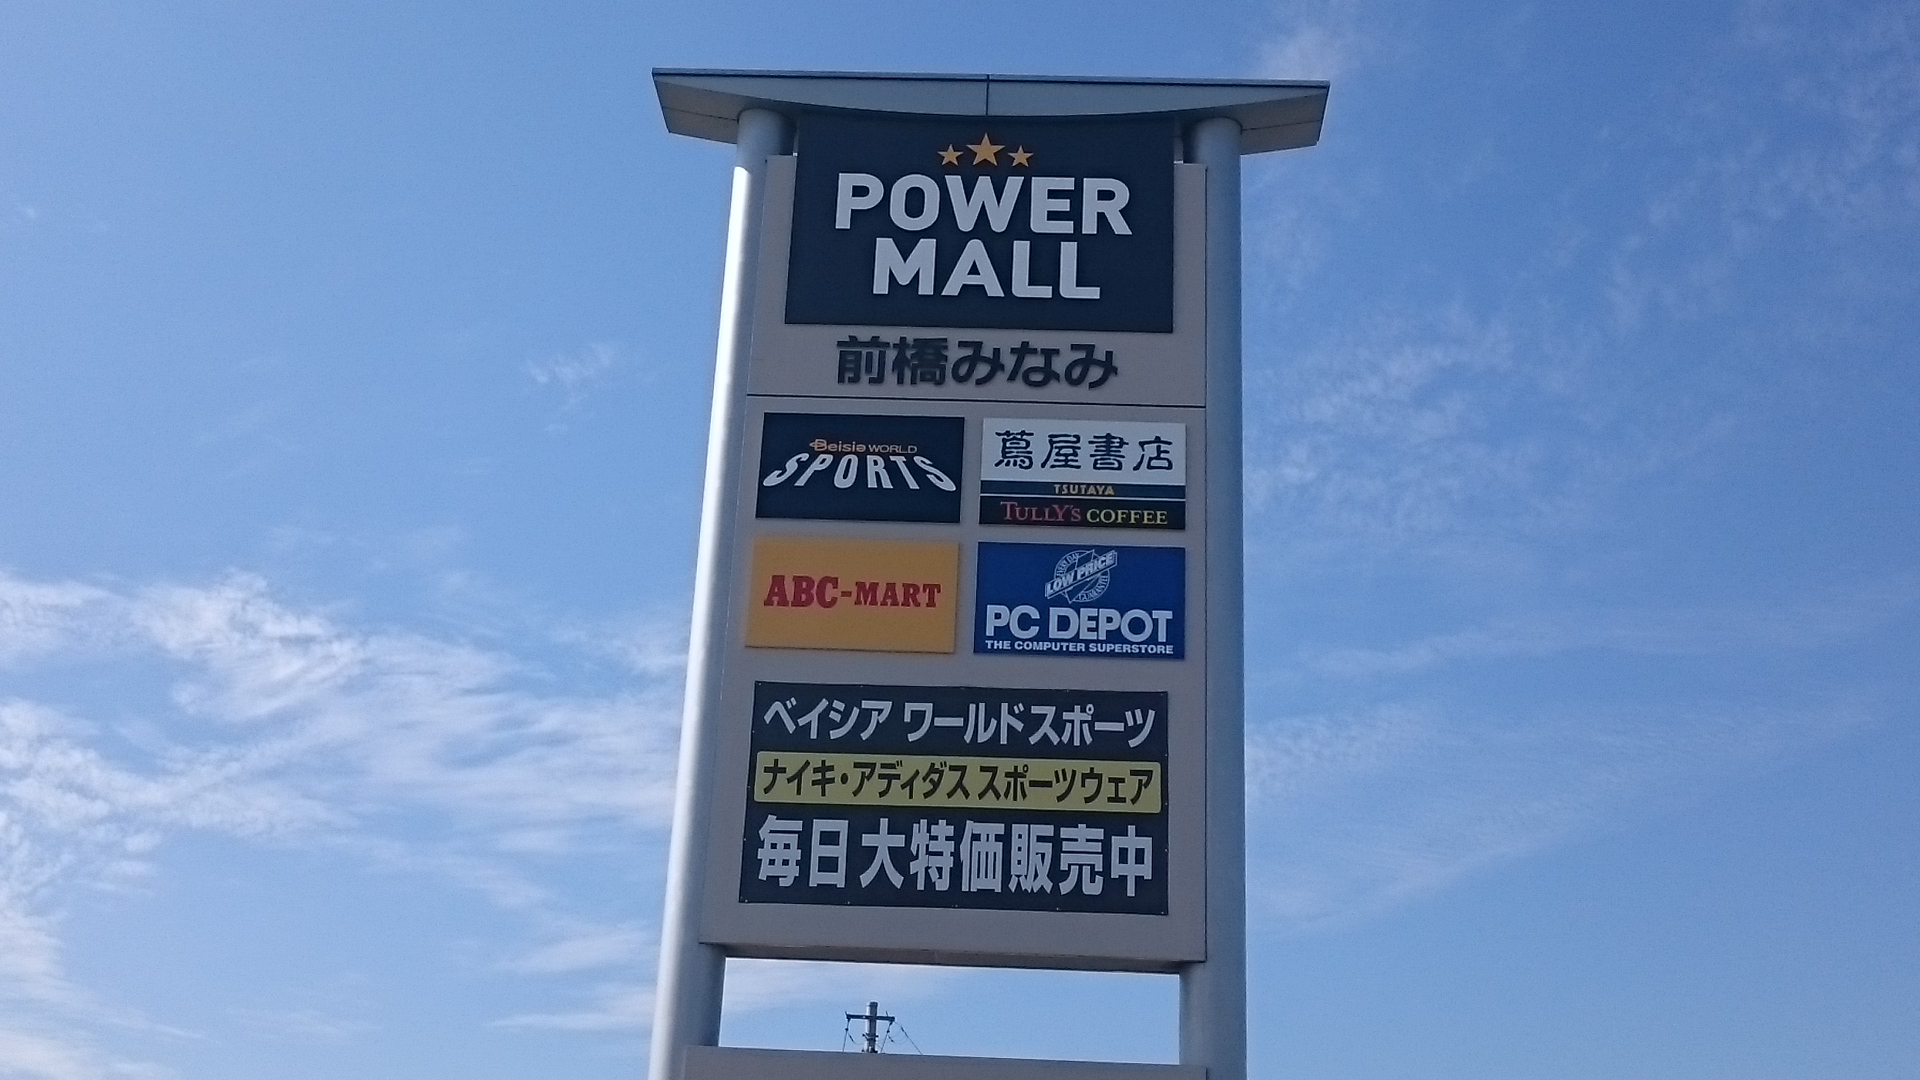 POWER
MALL
前橋みなみ
Beisia WORLD
SPORTS
蔦屋書店
TSUTAYA
TULLY'S COFFEE
ABC-MART
LOW PRICE
PC DEPOT
THE COMPUTER SUPERSTORE
ベイシア ワールドスポーツ
ナイキ・アディダス スポーツウェア
毎日大特価販売中